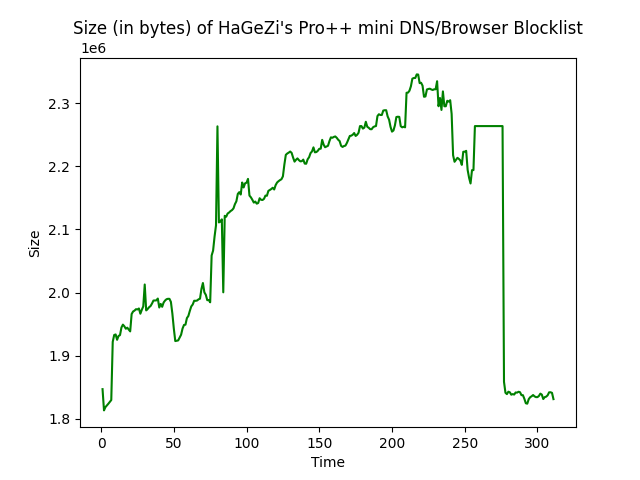 Size (in bytes) of HaGeZi's Pro++ mini DNS/Browser Blocklist
1e6
2.3
2.2
2.1
2.0
1.9
1.8
Size
0 50 100 150 200 250 300
Time